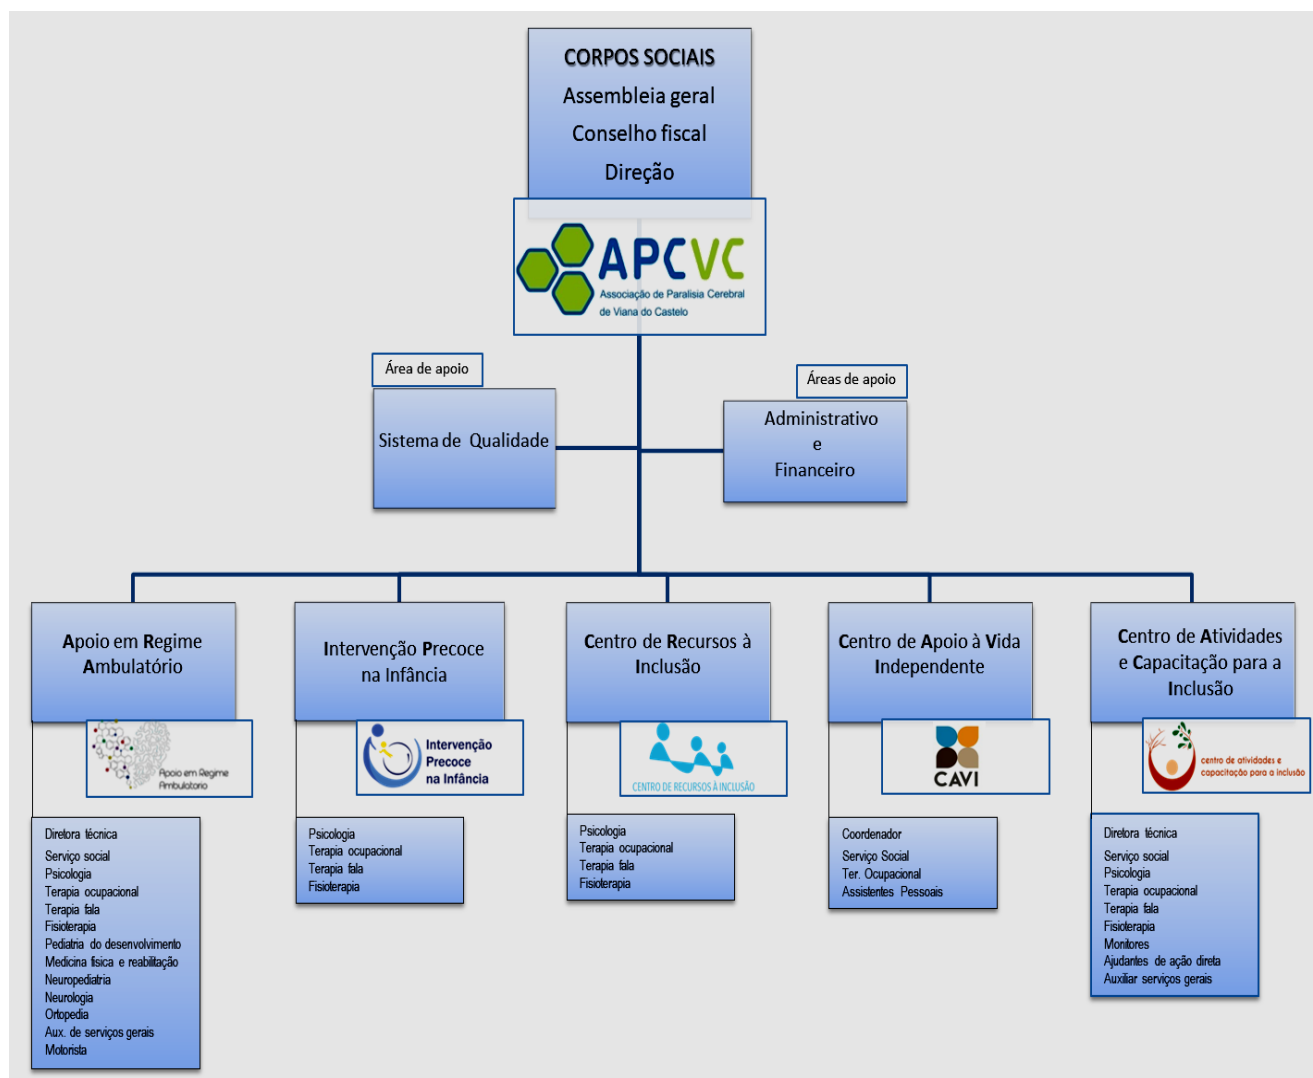 CORPOS SOCIAIS
Assembleia geral
Conselho fiscal
Direção
APCVC
Associação de Paralisia Cerebral
de Viana do Castelo
Área de apoio
Sistema de Qualidade
Áreas de apoio
Administrativo
e
Financeiro
Apoio em Regime
Ambulatório
Apoio em Regime
Ambulatorio
Diretora técnica
Serviço social
Psicologia
Terapia ocupacional
Terapia fala
Fisioterapia
Pediatria do desenvolvimento
Medicina fisica e reabilitação
Neuropediatria
Neurologia
Ortopedia
Aux. de serviços gerais
Motorista
Intervenção Precoce
na Infância
Intervenção
Precoce
na Infância
Psicologia
Terapia ocupacional
Terapia fala
Fisioterapia
Centro de Recursos à
Inclusão
CENTRO DE RECURSOS À INCLUSÃO
Psicologia
Terapia ocupacional
Terapia fala
Fisioterapia
Centro de Apoio à Vida
Independente
CAVI
Coordenador
Serviço Social
Ter. Ocupacional
Assistentes Pessoais
Centro de Atividades
e Capacitação para a
Inclusão
centro de atividades e
capacitação para a inclusão
Diretora técnica
Serviço social
Psicologia
Terapia ocupacional
Terapia fala
Fisioterapia
Monitores
Ajudantes de ação direta
Auxiliar serviços gerais